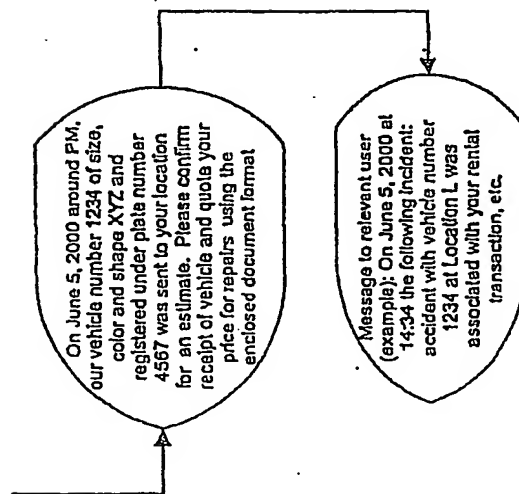 On June 5, 2000 around PM,
our vehicle number 1234 of size,
color and shape XYZ and
registered under plate number
4567 was sent to your location
for an estimate. Please confirm
receipt of vehicle and quote your
price for repairs using the
enclosed document format
Message to relevant user
(example): On June 5, 2000 at
14:34 the following incident:
accident with vehicle number
1234 at Location L was
associated with your rental
transaction, etc.